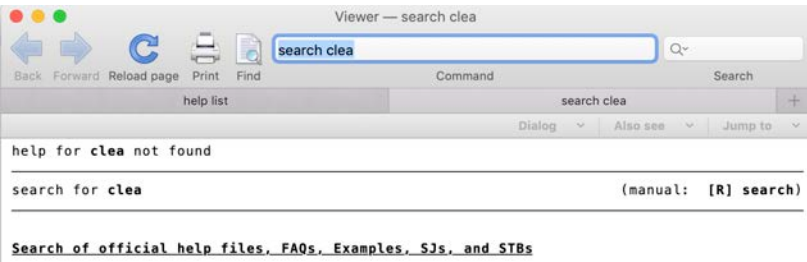 Viewer — search clea
search clea
Back Forward Reload page Print Find Command Search
help list search clea +
Dialog Also see Jump to
help for clea not found
search for clea (manual: [R] search)
Search of official help files, FAQs, Examples, SJs, and STBs